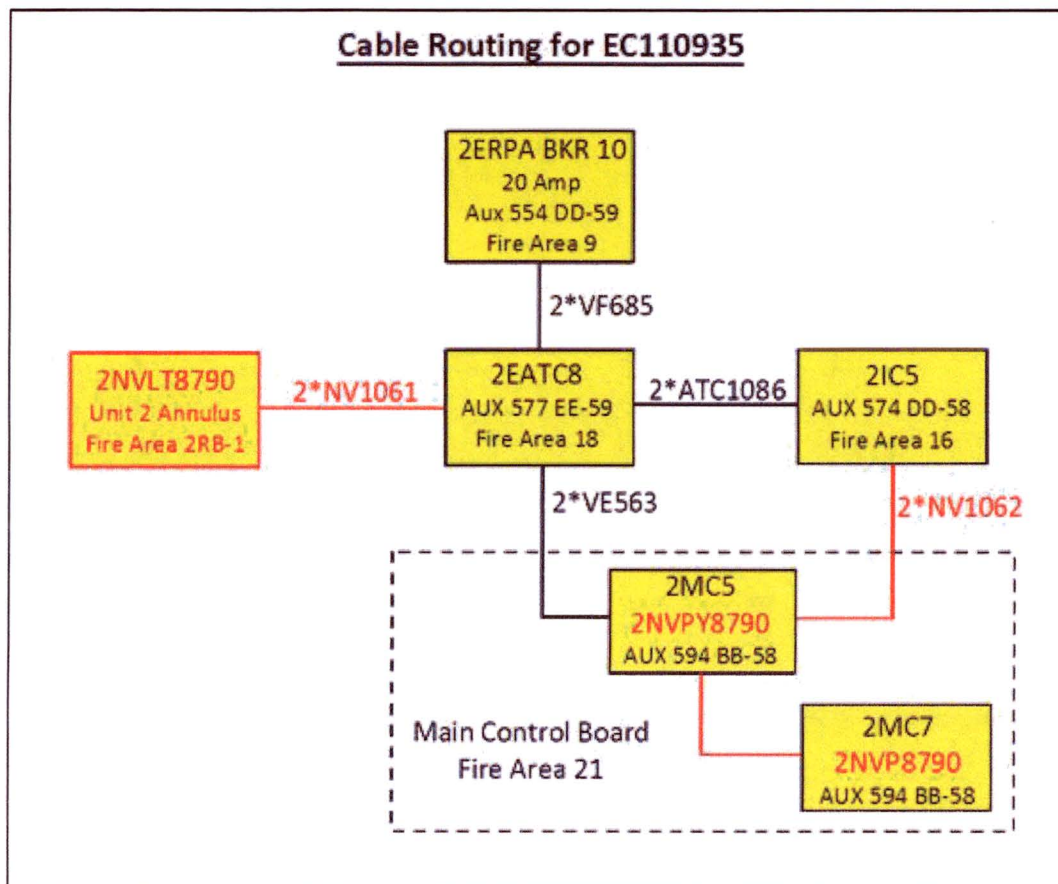 Cable Routing for EC110935
2ERPA BKR 10
20 Amp
Aux 554 DD-59
Fire Area 9
2*VF685
2NVLT8790
Unit 2 Annulus
Fire Area 2RB-1
2*NV1061
2EATC8
AUX 577 EE-59
Fire Area 18
2*ATC1086
2IC5
AUX 574 DD-58
Fire Area 16
2*VE563
2*NV1062
2MC5
2NVPY8790
AUX 594 BB-58
Main Control Board
Fire Area 21
2MC7
2NVP8790
AUX 594 BB-58